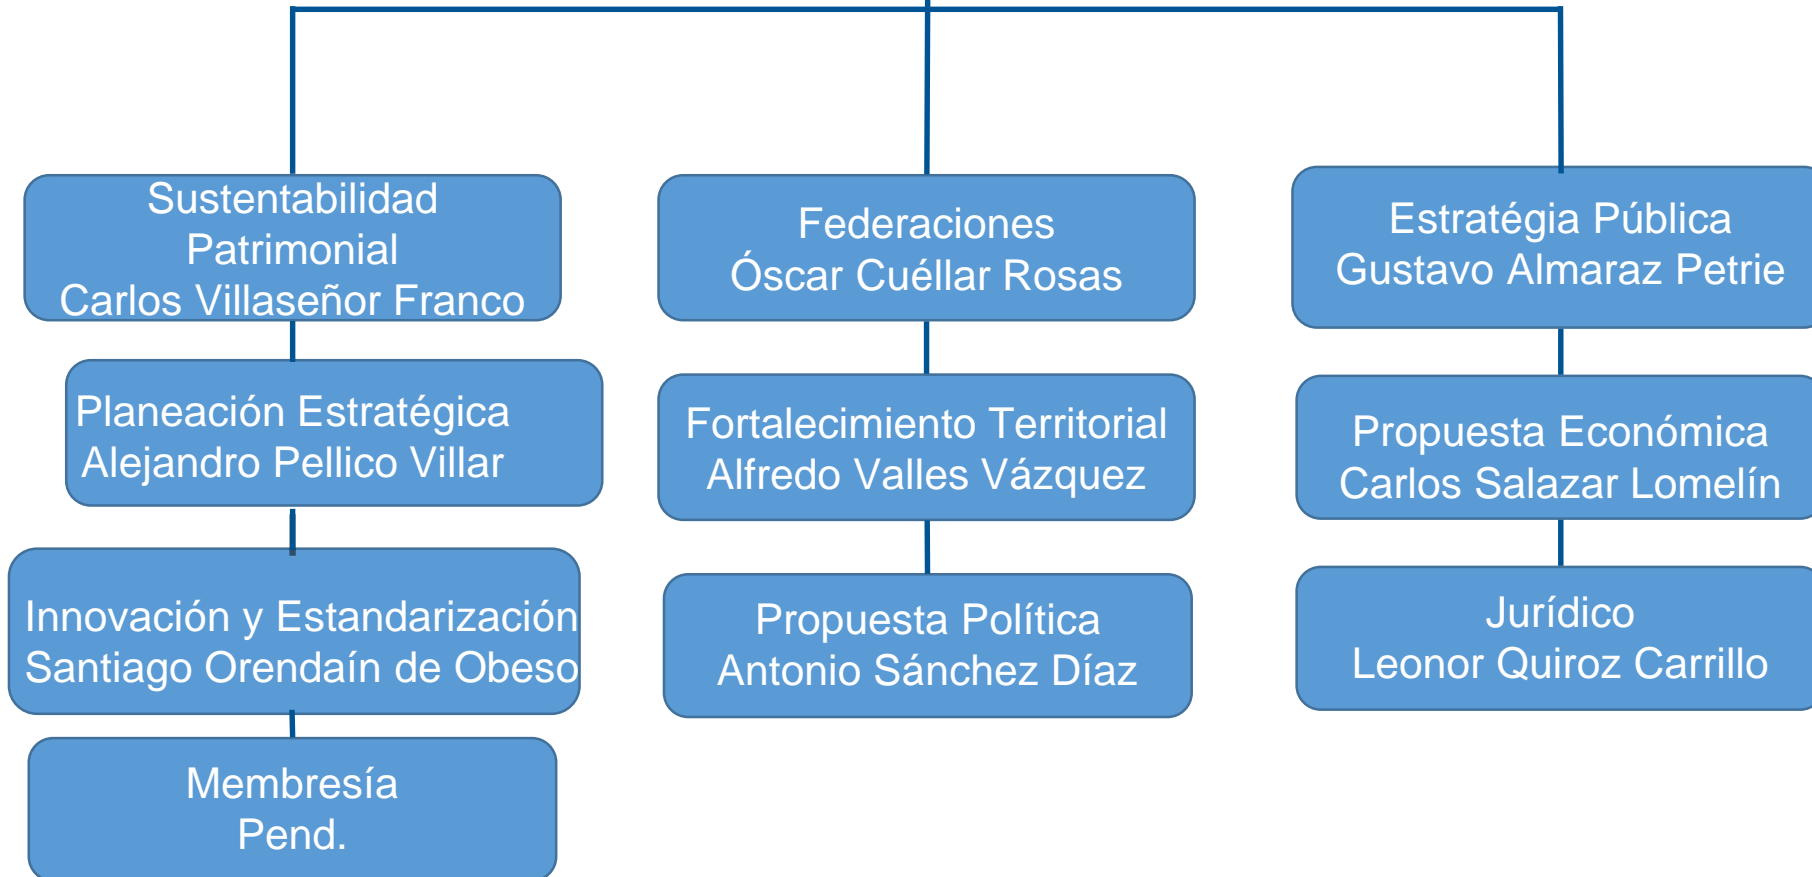 Sustentabilidad
Patrimonial
Carlos Villaseñor Franco
Planeación Estratégica
Alejandro Pellico Villar
Innovación y Estandarización
Santiago Orendaín de Obeso
Membresía
Pend.
Federaciones
Óscar Cuéllar Rosas
Fortalecimiento Territorial
Alfredo Valles Vázquez
Propuesta Política
Antonio Sánchez Díaz
Estratégia Pública
Gustavo Almaraz Petrie
Propuesta Económica
Carlos Salazar Lomelín
Jurídico
Leonor Quiroz Carrillo